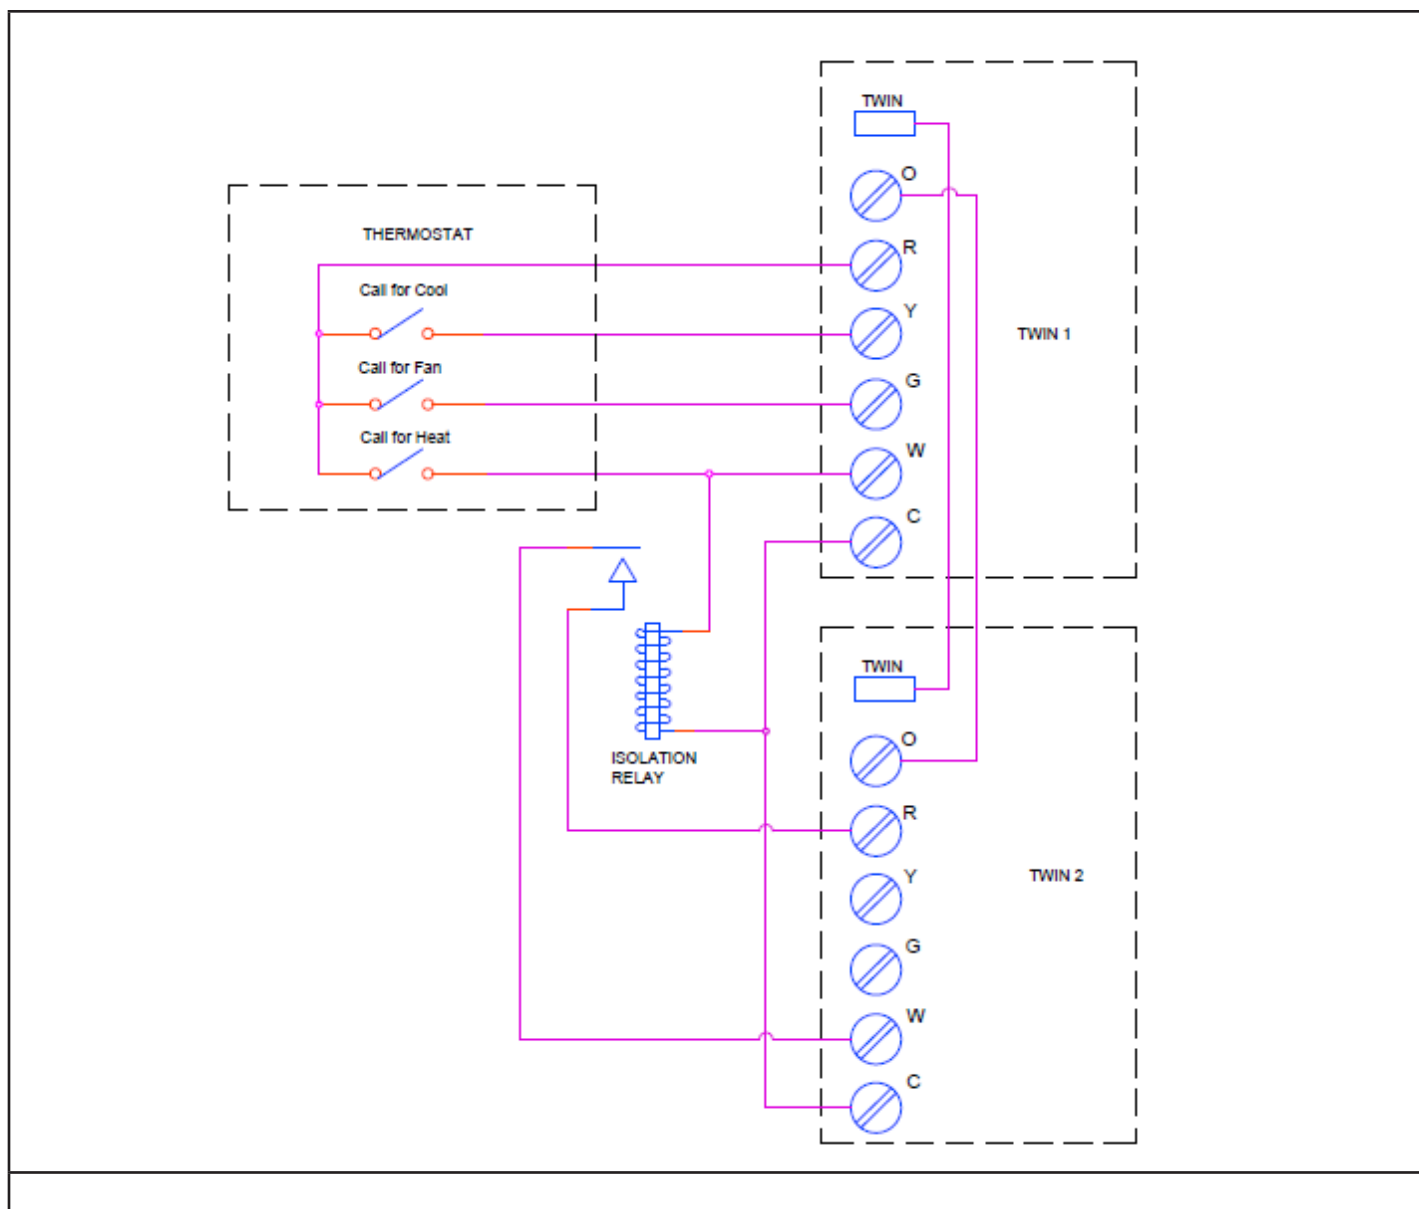 TWIN
O
THERMOSTAT
R
Call for Cool
Y
TWIN 1
Call for Fan
G
Call for Heat
W
C
TWIN
O
ISOLATION
RELAY
R
Y
TWIN 2
G
W
C